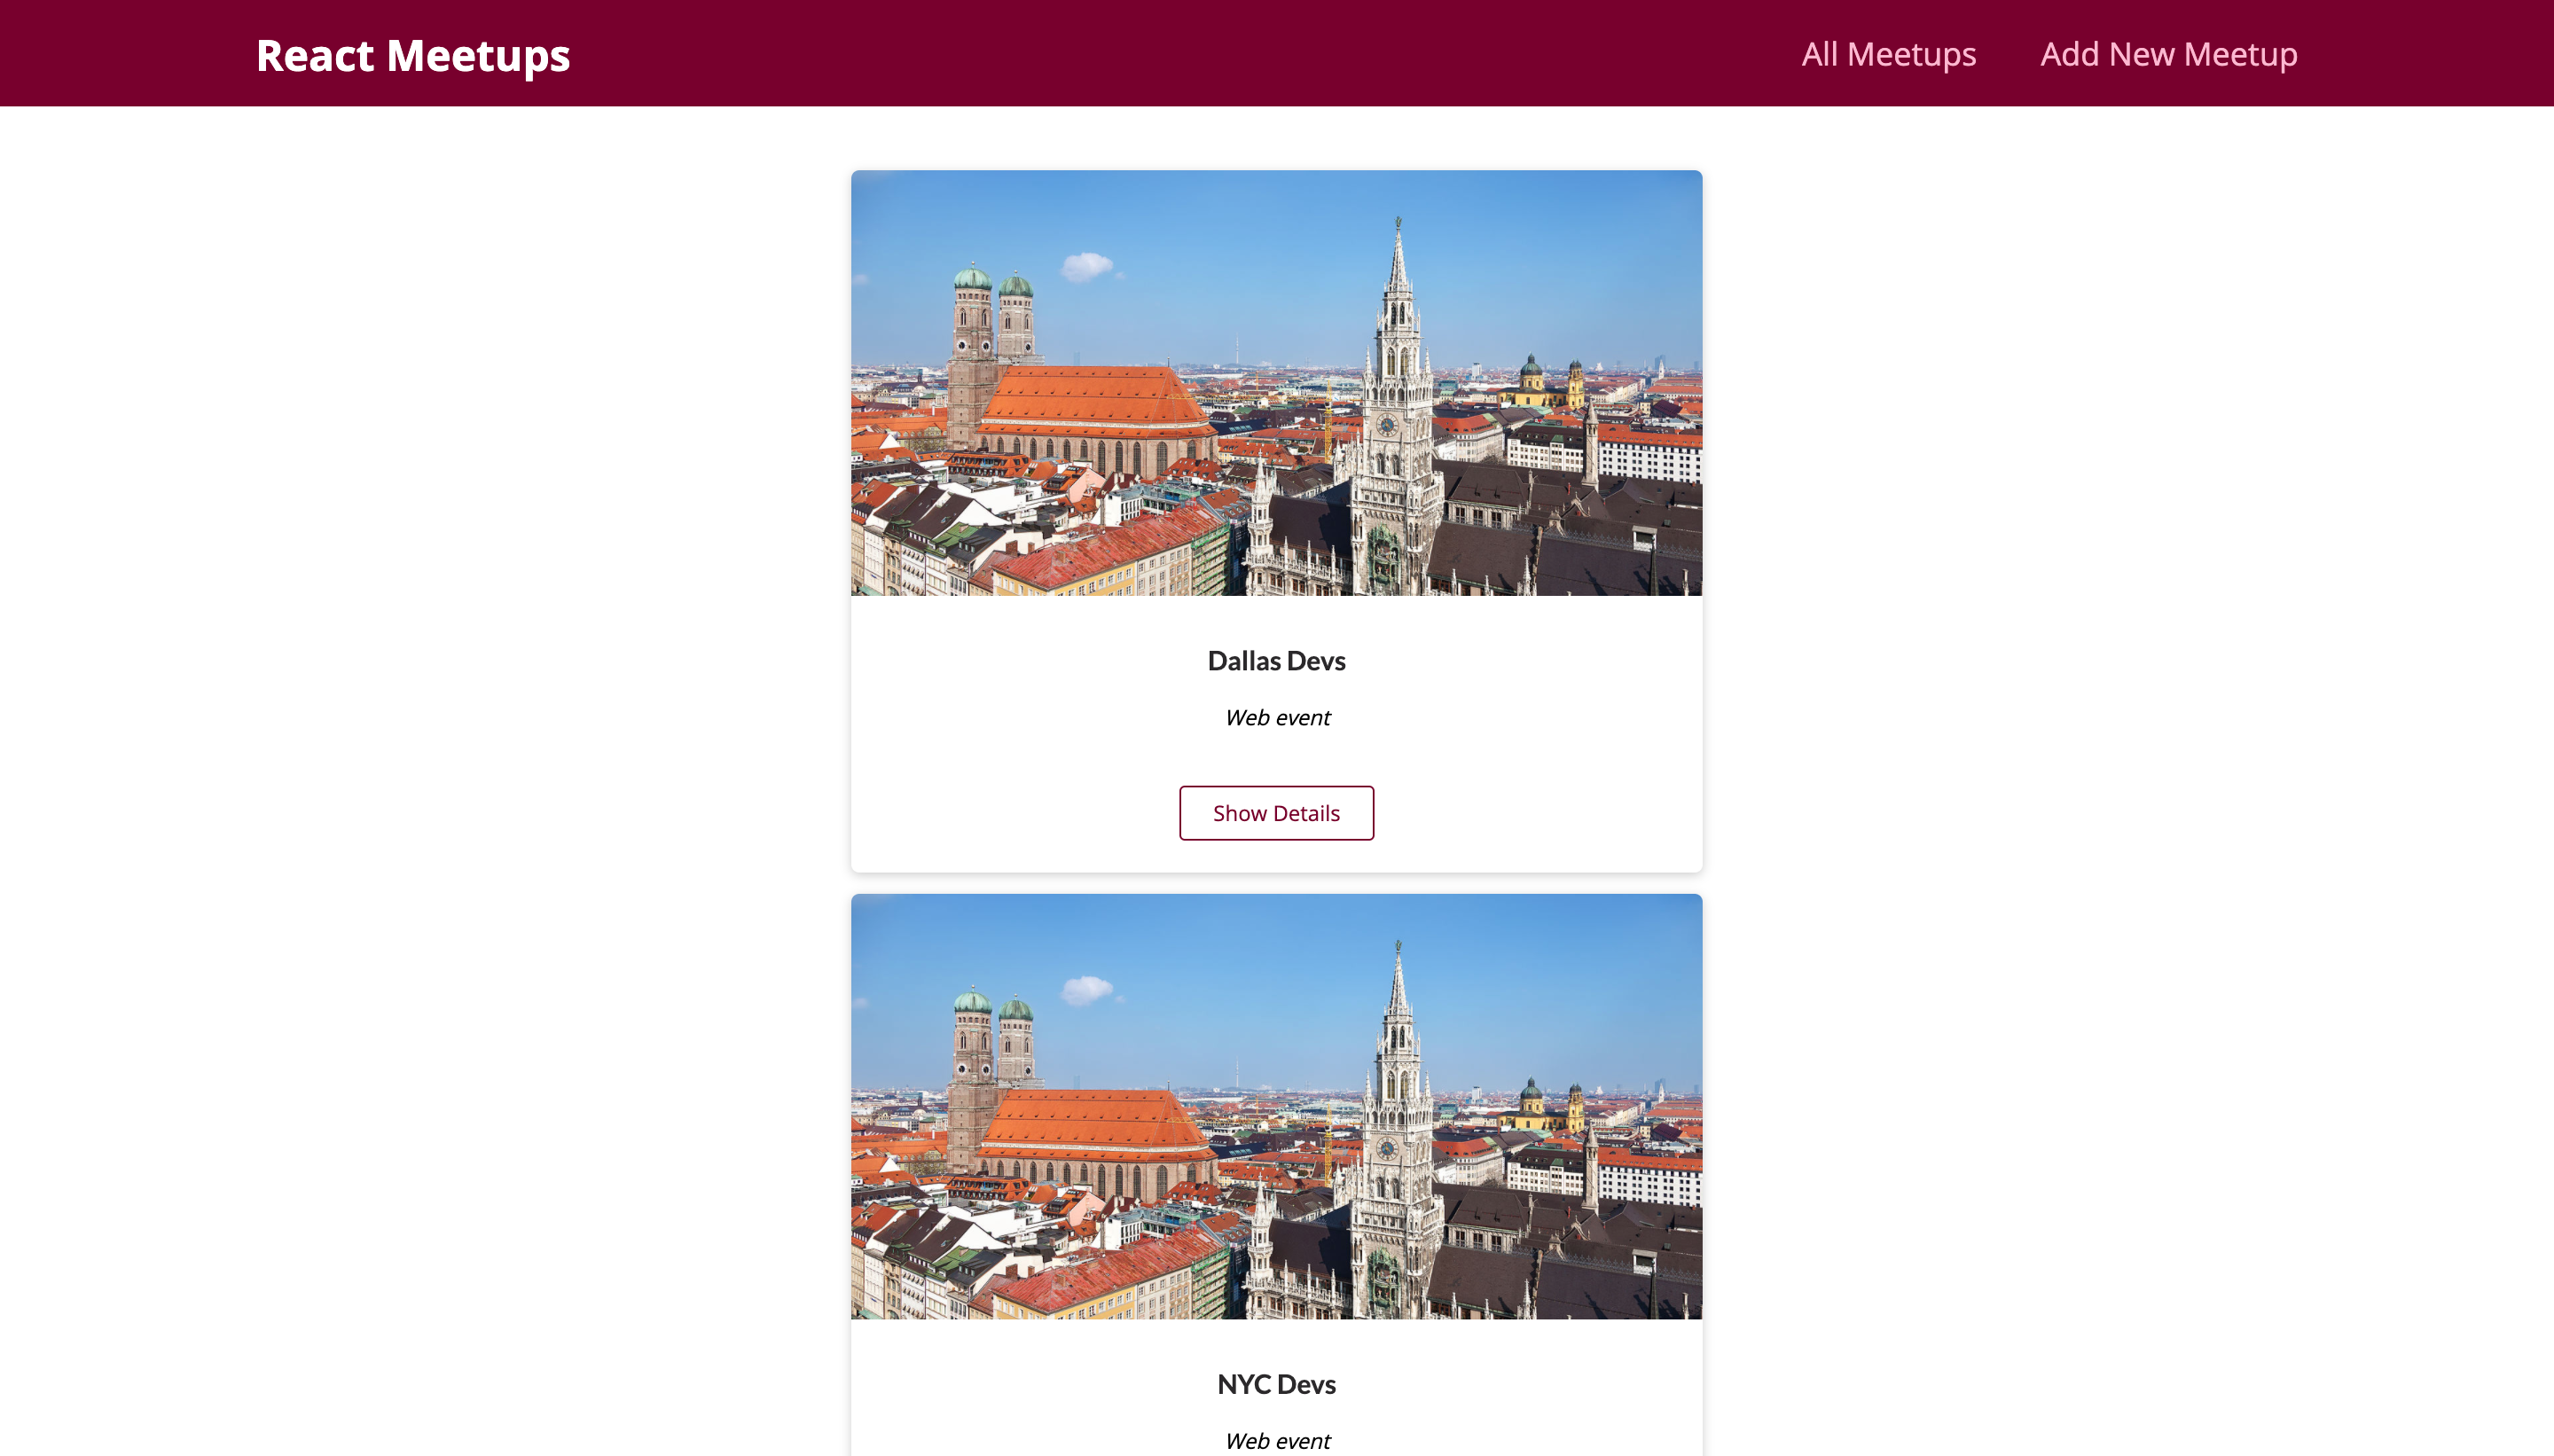 React Meetups
All Meetups
Add New Meetup
Dallas Devs
Web event
Show Details
NYC Devs
Web event